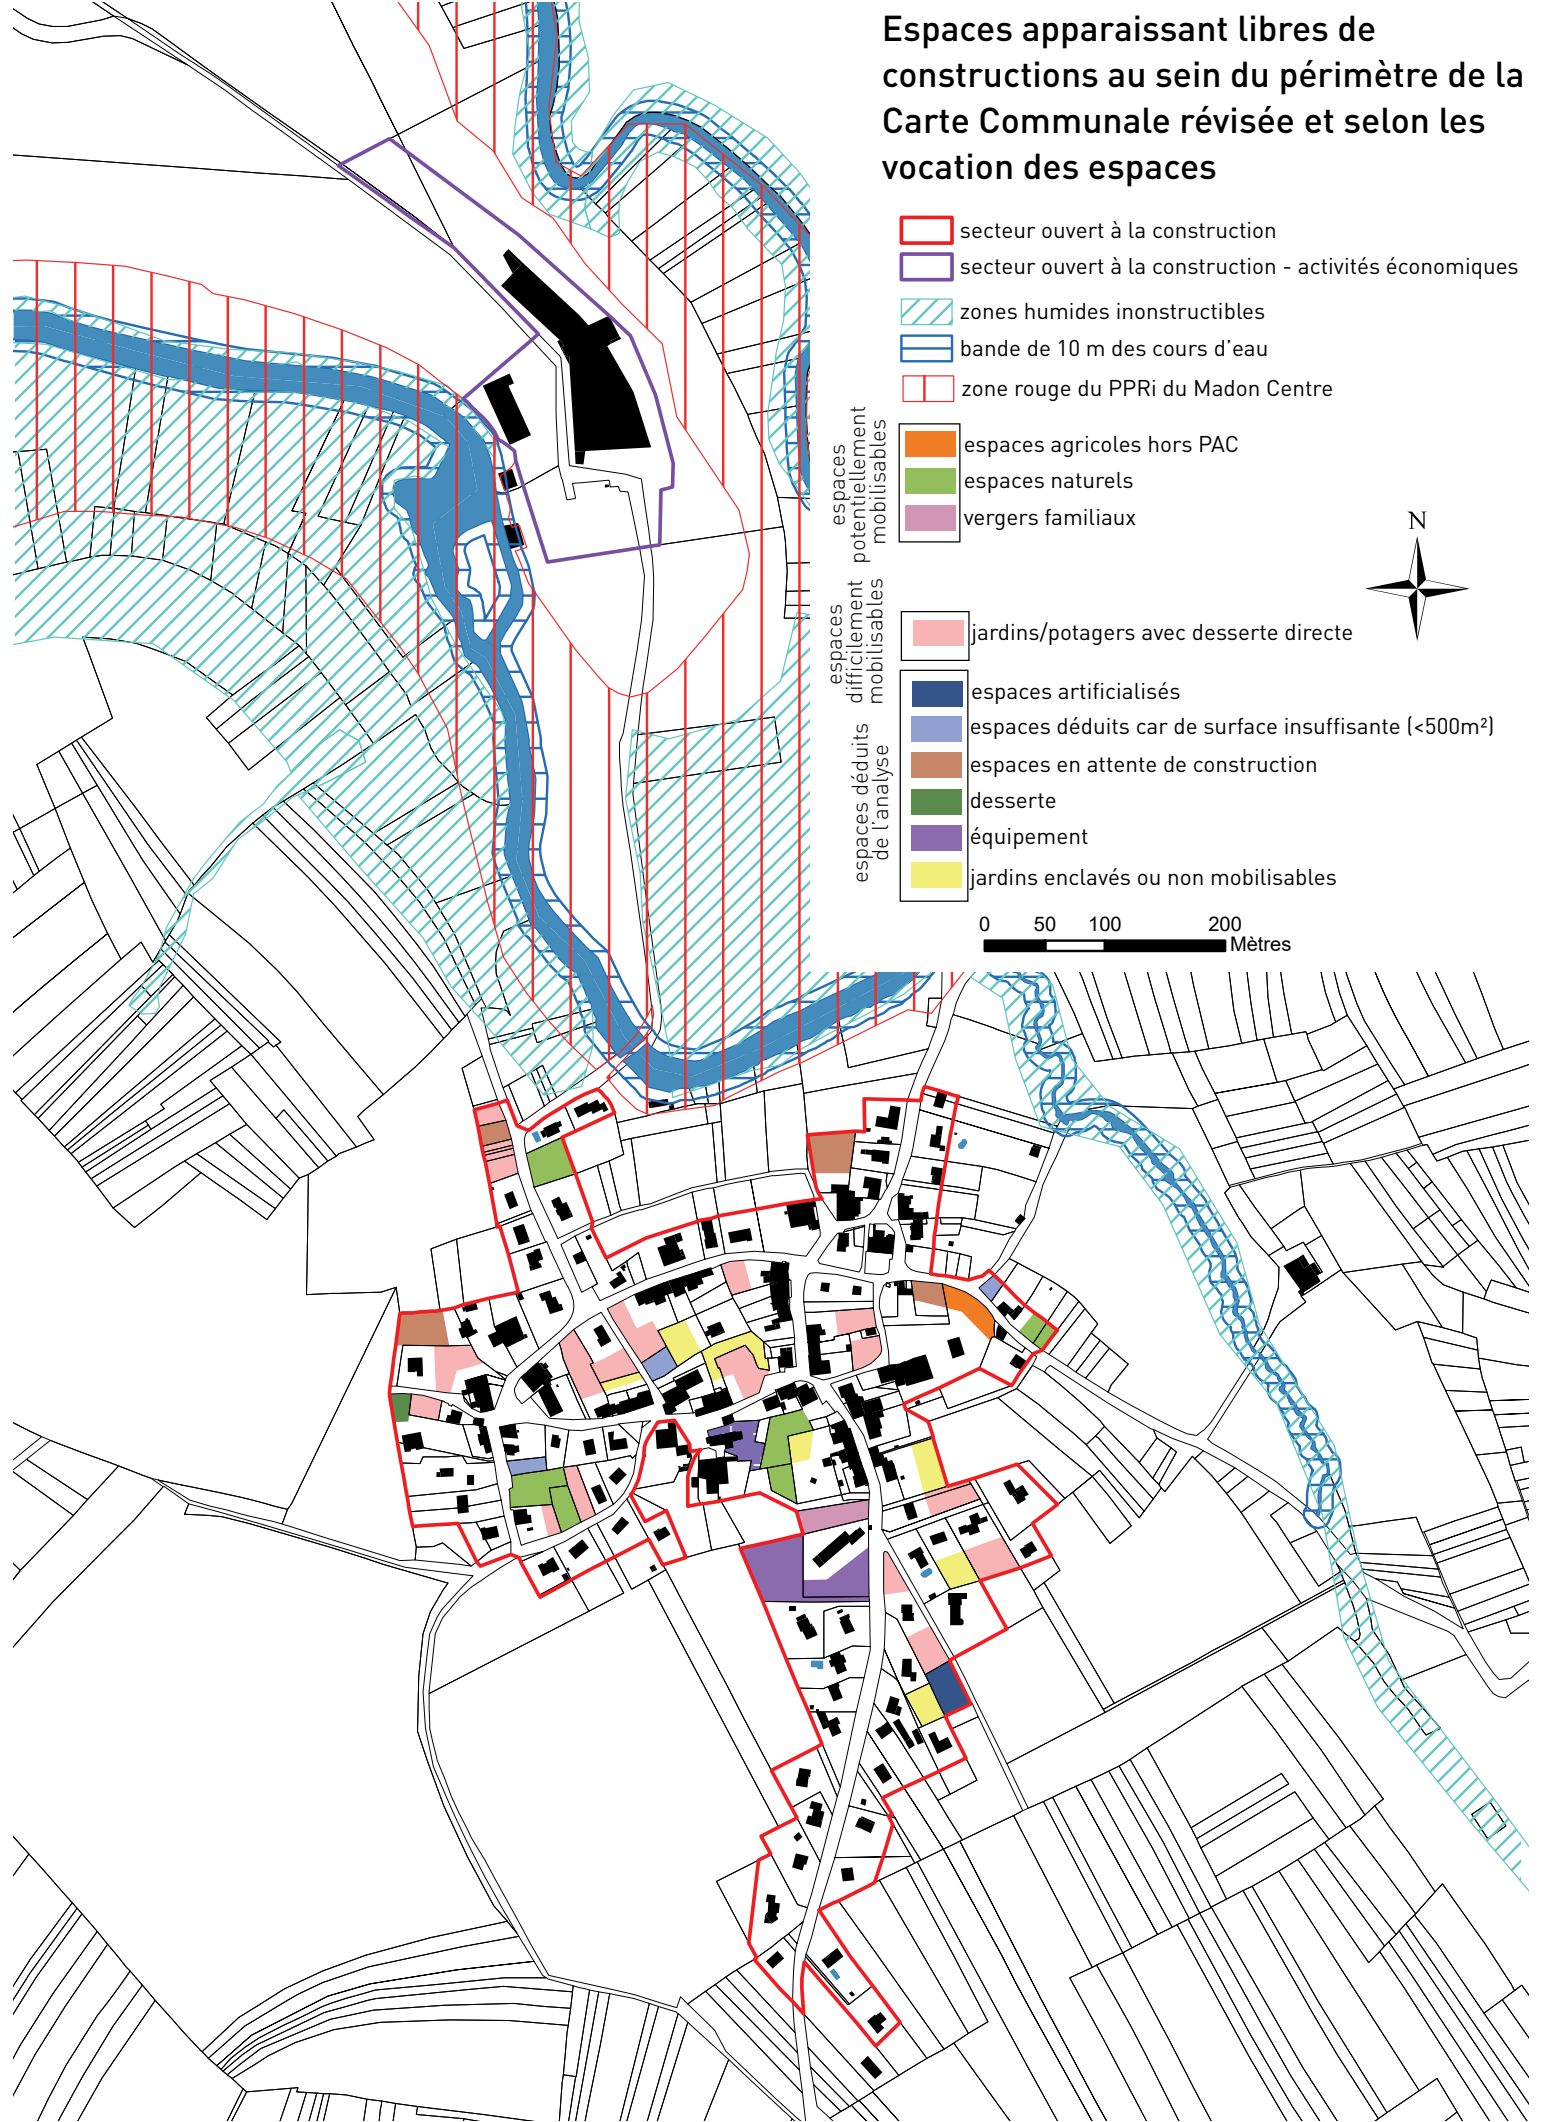 Espaces apparaissant libres de
constructions au sein du périmètre de la
Carte Communale révisée et selon les
vocation des espaces
secteur ouvert à la construction
secteur ouvert à la construction - activités économiques
zones humides inonstructibles
bande de 10 m des cours d'eau
zone rouge du PPRi du Madon Centre
espaces
potentiellement
mobilisables
espaces agricoles hors PAC
espaces naturels
vergers familiaux
N
espaces
difficilement
mobilisables
jardins/potagers avec desserte directe
espaces déduits
de l'analyse
espaces artificialisés
espaces déduits car de surface insuffisante (<500m²)
espaces en attente de construction
desserte
équipement
jardins enclavés ou non mobilisables
0 50 100 200
Mètres